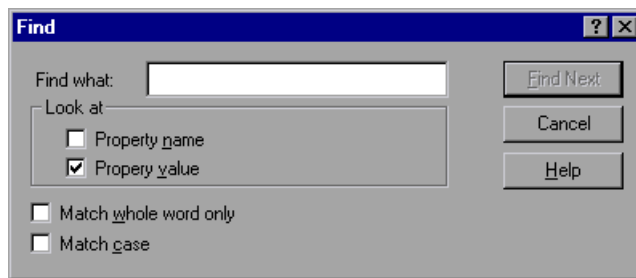 Find
Find what:
Find Next
Look at
Property name
Cancel
Propery value
Help
Match whole word only
Match case